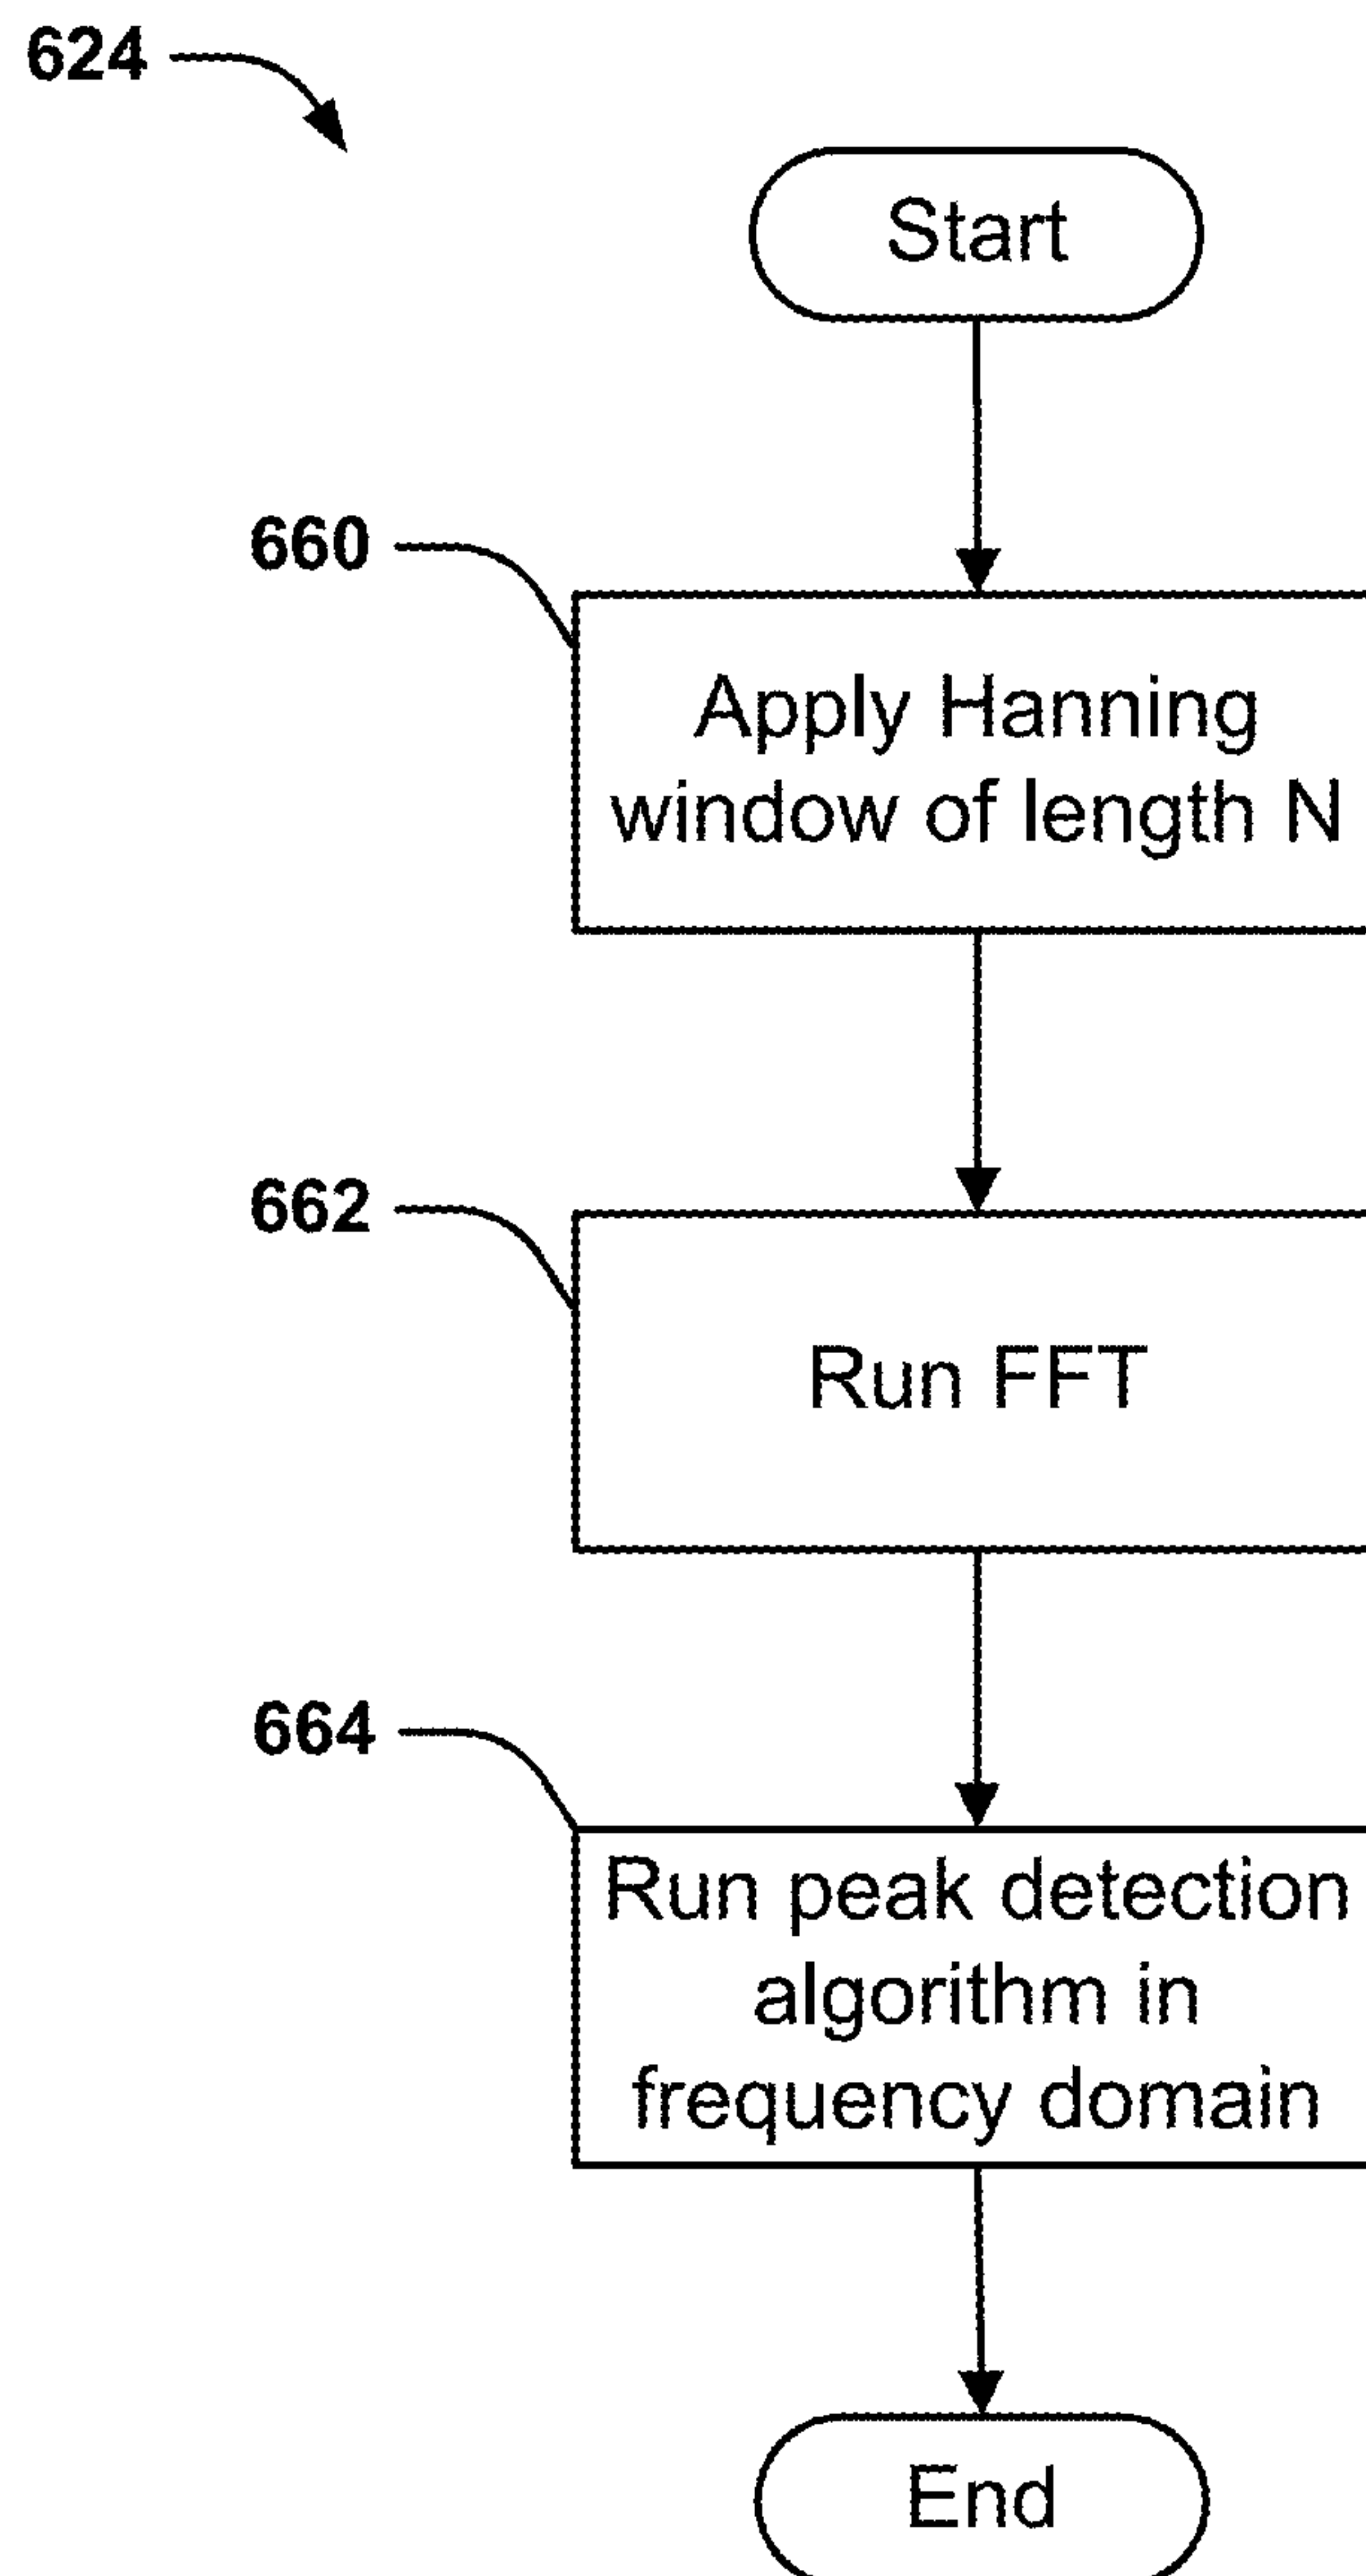 624
Start
660
Apply Hanning
window of length N
662
Run FFT
664
Run peak detection
algorithm in
frequency domain
End